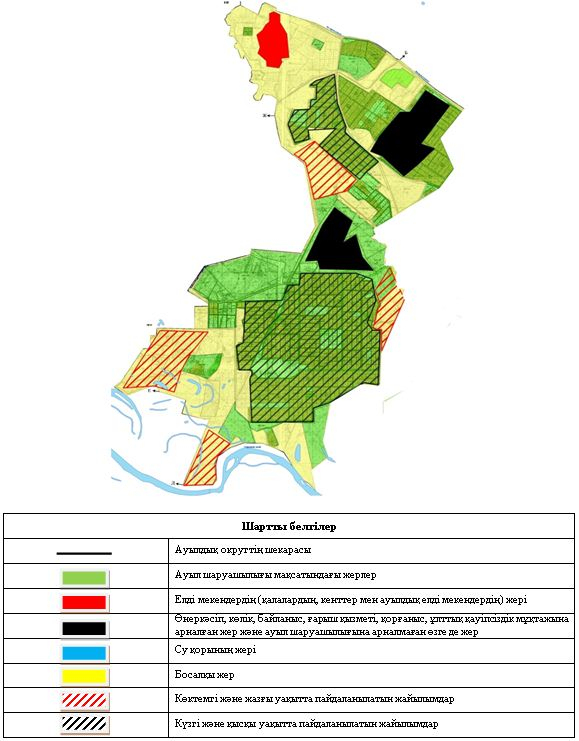 Шартты белгілер
Ауылдық округтің шекарасы
Ауыл шаруашылығы мақсатындағы жерлер
Елді мекендердің (қалалардың, кенттер мен ауылдық елді мекендердің) жері
Өнеркәсіп, көлік, байланыс, ғарыш қызметі, қорғаныс, ұлттық қауіпсіздік мұқтажына
арналған жер және ауыл шаруашылығына арналмаған өзге де жер
Су қорының жері
Босалқы жер
Көктемгі және жазғы уақытта пайдаланылатын жайылымдар
Күзгі және қысқы уақытта пайдаланылатын жайылымдар